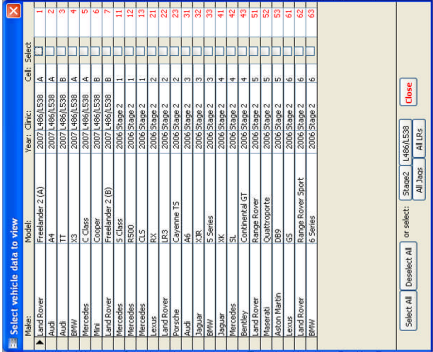 Select vehicle data to view
Make: Model: Year: Clinic: Cell: Select
Land Rover Freelander 2 (A) 2007 L486/L538 A 1
Audi A4 2007 L486/L538 A 2
Audi TT 2007 L486/L538 B 3
BMW X3 2007 L486/L538 A 4
Mercedes C Class 2007 L486/L538 A 5
Mini Cooper 2007 L486/L538 B 6
Land Rover Freelander 2 (B) 2007 L486/L538 B 7
Mercedes S Class 2006 Stage 2 1 11
Mercedes R500 2006 Stage 2 1 12
Mercedes CLS 2006 Stage 2 1 13
Lexus RX 2006 Stage 2 2 21
Land Rover LR3 2006 Stage 2 2 22
Porsche Cayenne TS 2006 Stage 2 2 23
Audi A6 2006 Stage 2 3 31
Jaguar XJR 2006 Stage 2 3 32
BMW 5 Series 2006 Stage 2 3 33
Jaguar XK 2006 Stage 2 4 41
Mercedes SL 2006 Stage 2 4 42
Bentley Continental GT 2006 Stage 2 4 43
Land Rover Range Rover 2006 Stage 2 5 51
Maserati Quattroporte 2006 Stage 2 5 52
Aston Martin DB9 2006 Stage 2 5 53
Lexus GS 2006 Stage 2 6 61
Land Rover Range Rover Sport 2006 Stage 2 6 62
BMW 6 Series 2006 Stage 2 6 63
Select All Deselect All or select: Stage2 L486/L538 Close
All Jags All LRs